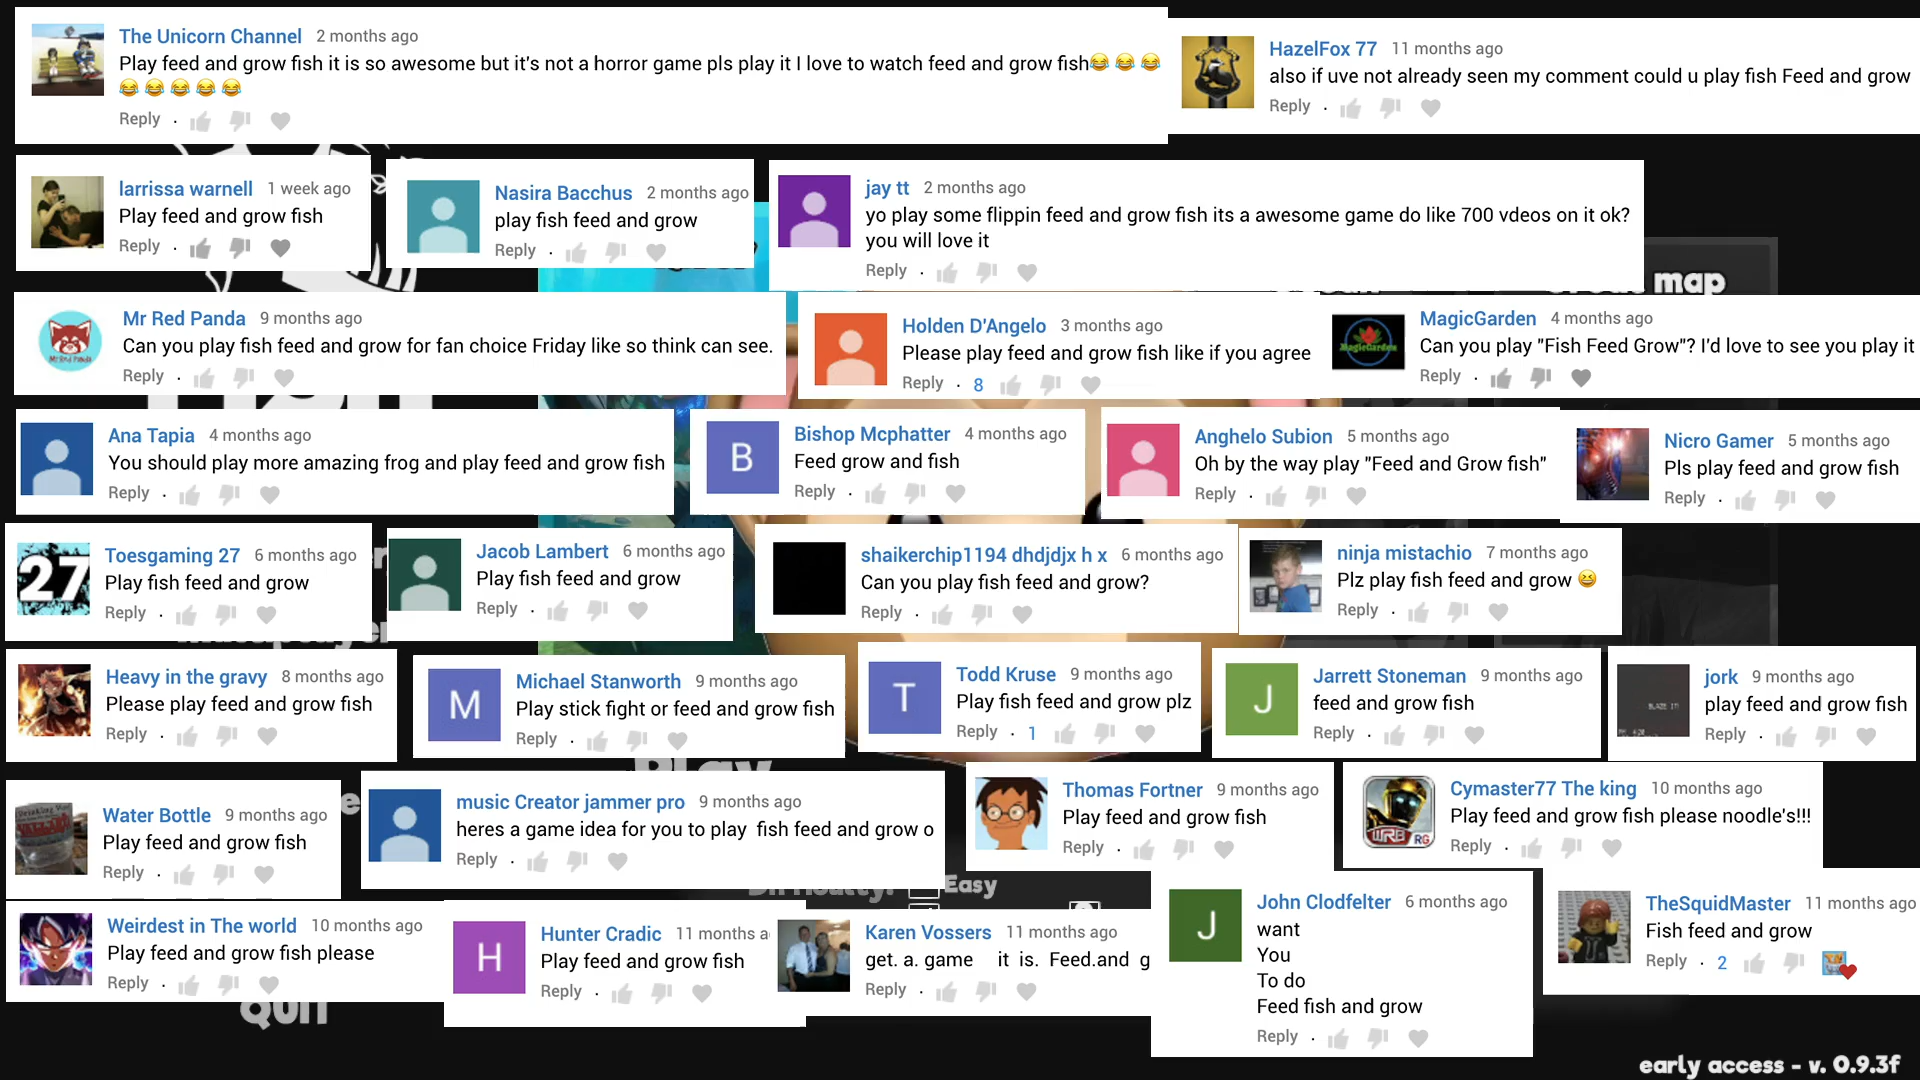 The Unicorn Channel 2 months ago
Play feed and grow fish it is so awesome but it's not a horror game pls play it I love to watch feed and grow fish😂 😂 😂
😂 😂 😂 😂 😂
Reply
HazelFox 77 11 months ago
also if uve not already seen my comment could u play fish Feed and grow
Reply
larrissa warnell 1 week ago
Play feed and grow fish
Reply
Nasira Bacchus 2 months ago
play fish feed and grow
Reply
jay tt 2 months ago
yo play some flippin feed and grow fish its a awesome game do like 700 vdeos on it ok?
you will love it
Reply
map
Mr Red Panda 9 months ago
Can you play fish feed and grow for fan choice Friday like so think can see.
Reply
Mr Red Panda
Holden D'Angelo 3 months ago
Please play feed and grow fish like if you agree
Reply · 8
MagicGarden 4 months ago
Can you play "Fish Feed Grow"? I'd love to see you play it
Reply
MagicGarden
Ana Tapia 4 months ago
You should play more amazing frog and play feed and grow fish
Reply
B
Bishop Mcphatter 4 months ago
Feed grow and fish
Reply
Anghelo Subion 5 months ago
Oh by the way play "Feed and Grow fish"
Reply
Nicro Gamer 5 months ago
Pls play feed and grow fish
Reply
27
Toesgaming 27 6 months ago
Play fish feed and grow
Reply
Jacob Lambert 6 months ago
Play fish feed and grow
Reply
shaikerchip1194 dhdjdjx h x 6 months ago
Can you play fish feed and grow?
Reply
ninja mistachio 7 months ago
Plz play fish feed and grow 😆
Reply
Heavy in the gravy 8 months ago
Please play feed and grow fish
Reply
M
Michael Stanworth 9 months ago
Play stick fight or feed and grow fish
Reply
T
Todd Kruse 9 months ago
Play fish feed and grow plz
Reply · 1
J
Jarrett Stoneman 9 months ago
feed and grow fish
Reply
BLAZE IT!
jork 9 months ago
play feed and grow fish
Reply
Play
Water Bottle 9 months ago
Play feed and grow fish
Reply
music Creator jammer pro 9 months ago
heres a game idea for you to play fish feed and grow o
Reply
Thomas Fortner 9 months ago
Play feed and grow fish
Reply
WRB RG
Cymaster77 The king 10 months ago
Play feed and grow fish please noodle's!!!
Reply
Difficulty: Easy
Weirdest in The world 10 months ago
Play feed and grow fish please
Reply
H
Hunter Cradic 11 months a
Play feed and grow fish
Reply
Karen Vossers 11 months ago
get. a. game it is. Feed.and g
Reply
J
John Clodfelter 6 months ago
want
You
To do
Feed fish and grow
Reply
TheSquidMaster 11 months ago
Fish feed and grow
Reply · 2
Quit
early access - v. 0.9.3f